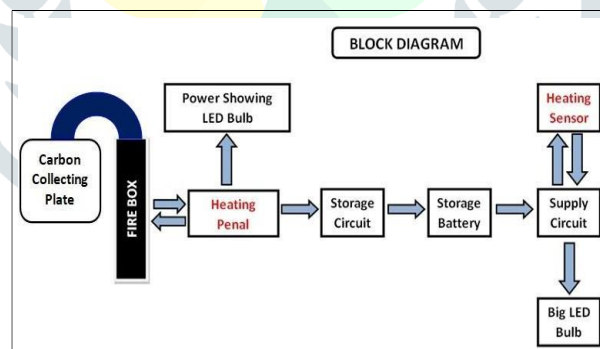 BLOCK DIAGRAM
Power Showing
LED Bulb
Heating
Sensor
Carbon
Collecting
Plate
FIRE BOX
Heating
Penal
Storage
Circuit
Storage
Battery
Supply
Circuit
Big LED
Bulb